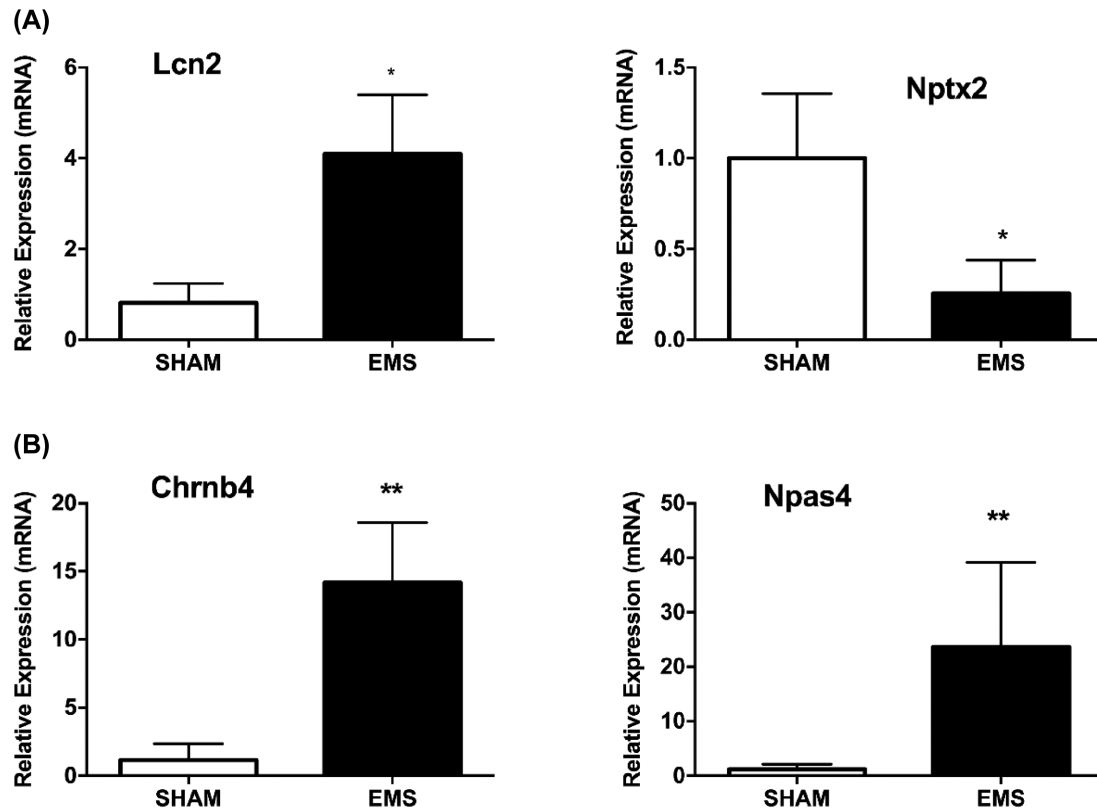 (A)
Lcn2
Relative Expression (mRNA)
6
4
2
0
*
SHAM
EMS
Nptx2
Relative Expression (mRNA)
1.5
1.0
0.5
0.0
*
SHAM
EMS
(B)
Chrnb4
Relative Expression (mRNA)
20
15
10
5
0
**
SHAM
EMS
Npas4
Relative Expression (mRNA)
50
40
30
20
10
0
**
SHAM
EMS